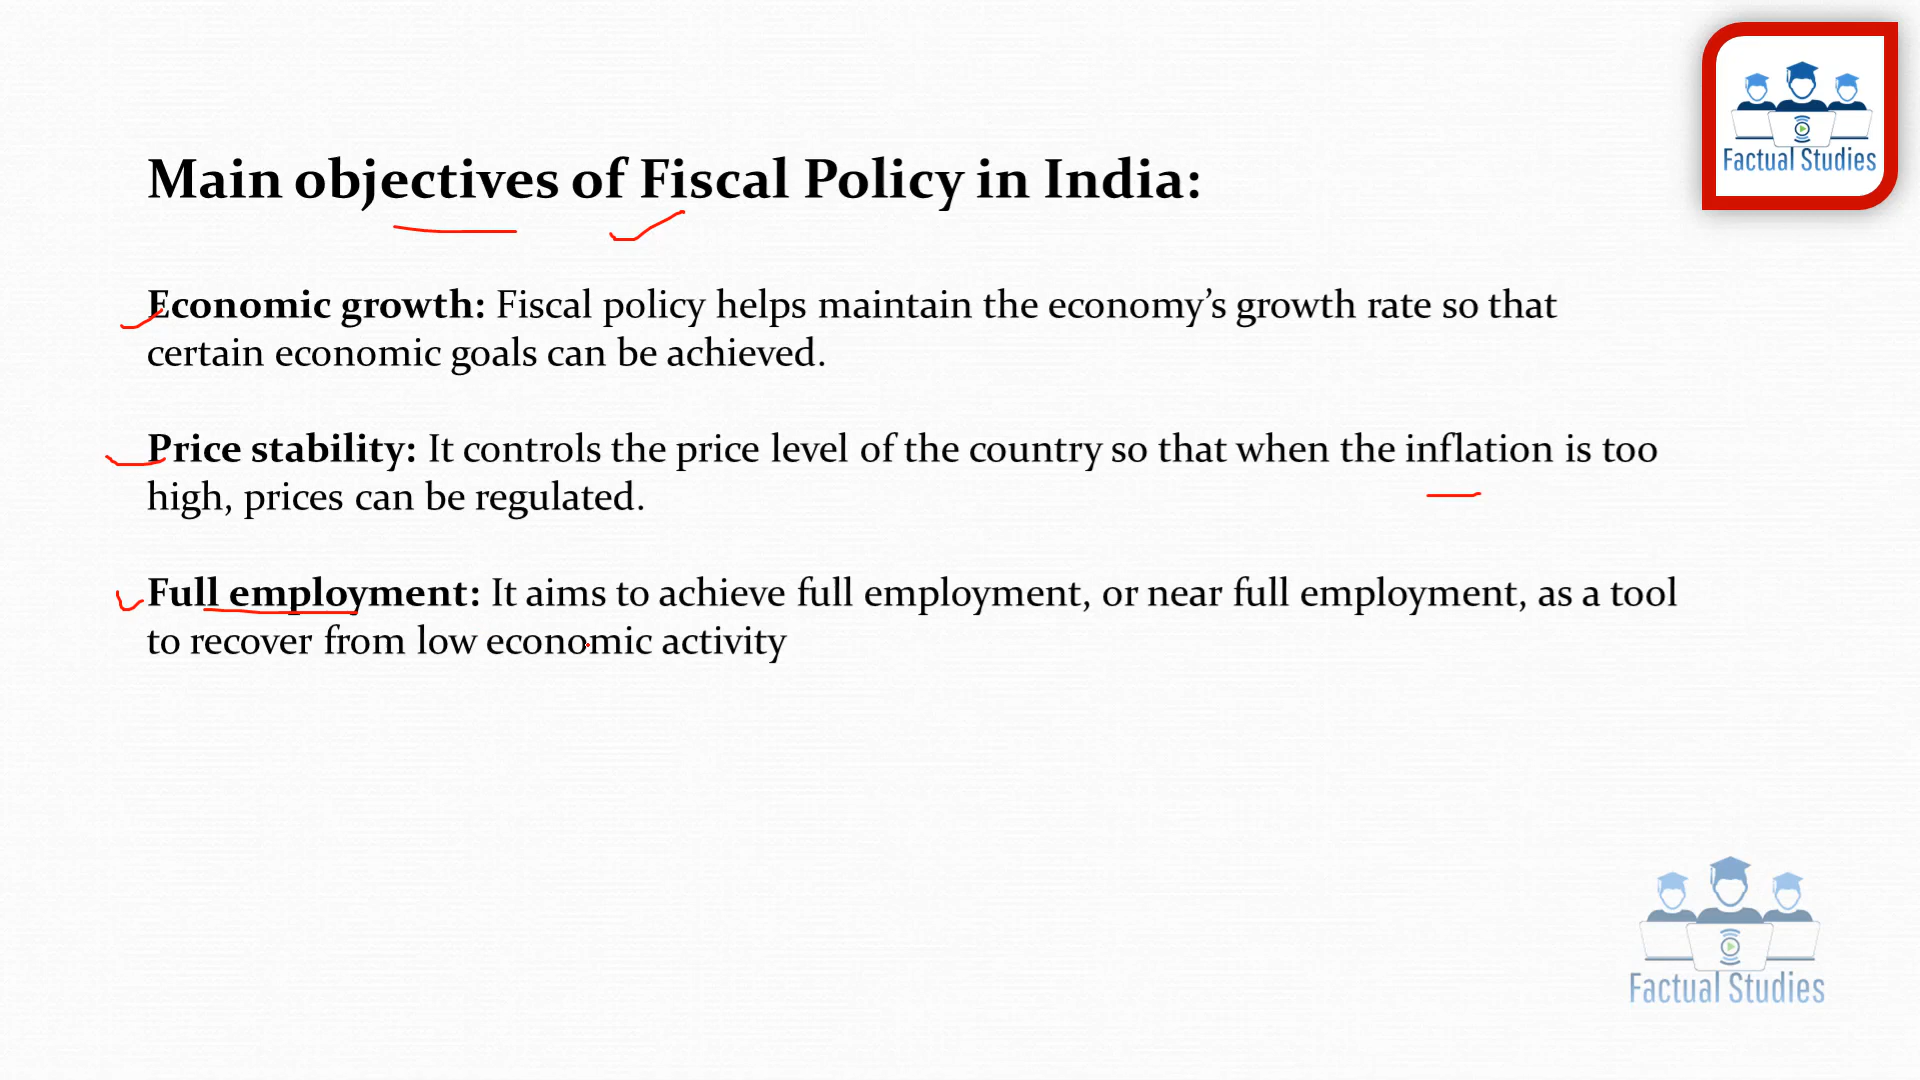 Factual Studies
Main objectives of Fiscal Policy in India:
Economic growth: Fiscal policy helps maintain the economy’s growth rate so that
certain economic goals can be achieved.
Price stability: It controls the price level of the country so that when the inflation is too
high, prices can be regulated.
Full employment: It aims to achieve full employment, or near full employment, as a tool
to recover from low economic activity
Factual Studies